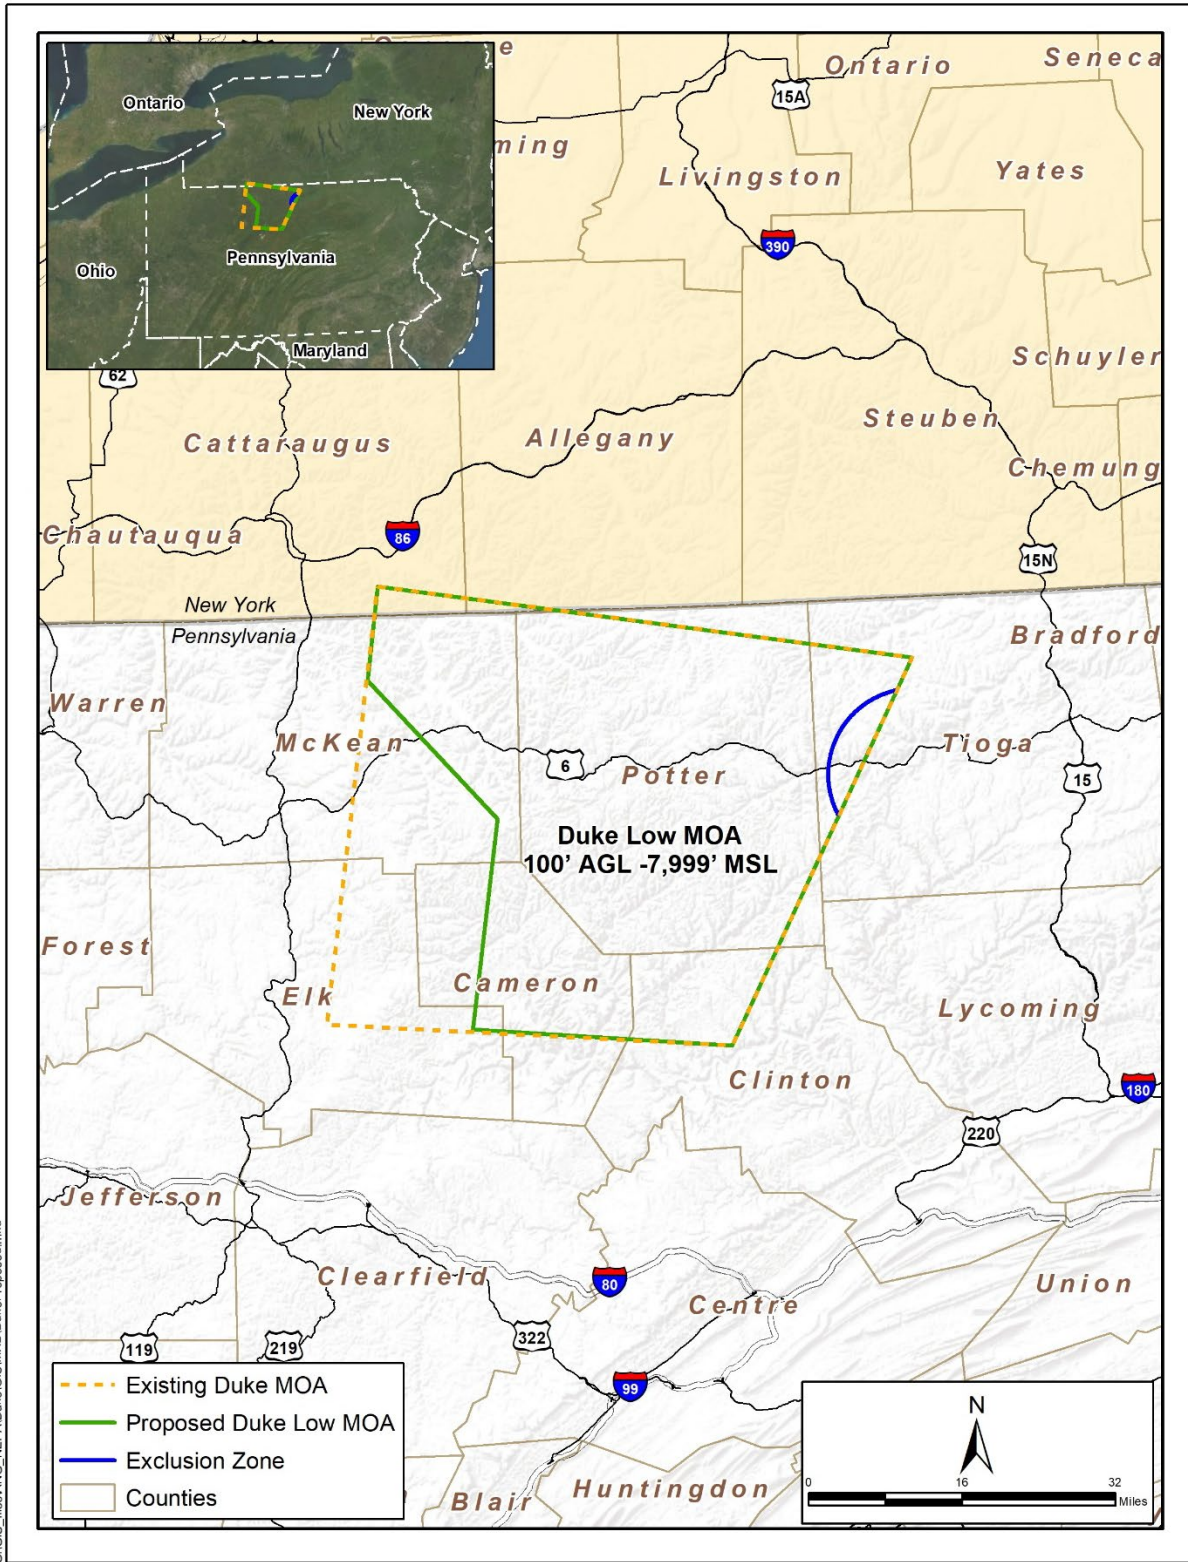 Ontario
New York
Pennsylvania
Ohio
Maryland
Ontario
Seneca
15A
Livingston
Yates
390
Schuyler
62
Cattaraugus
Allegany
Steuben
Chemung
Chautauqua
86
15N
New York
Pennsylvania
Bradford
Warren
McKean
6
Potter
Tioga
15
Duke Low MOA
100' AGL -7,999' MSL
Forest
Elk
Cameron
Lycoming
Clinton
180
220
Jefferson
Clearfield
80
Centre
Union
119
219
322
99
Blair
Huntingdon
Existing Duke MOA
Proposed Duke Low MOA
Exclusion Zone
Counties
N
0 16 32
Miles